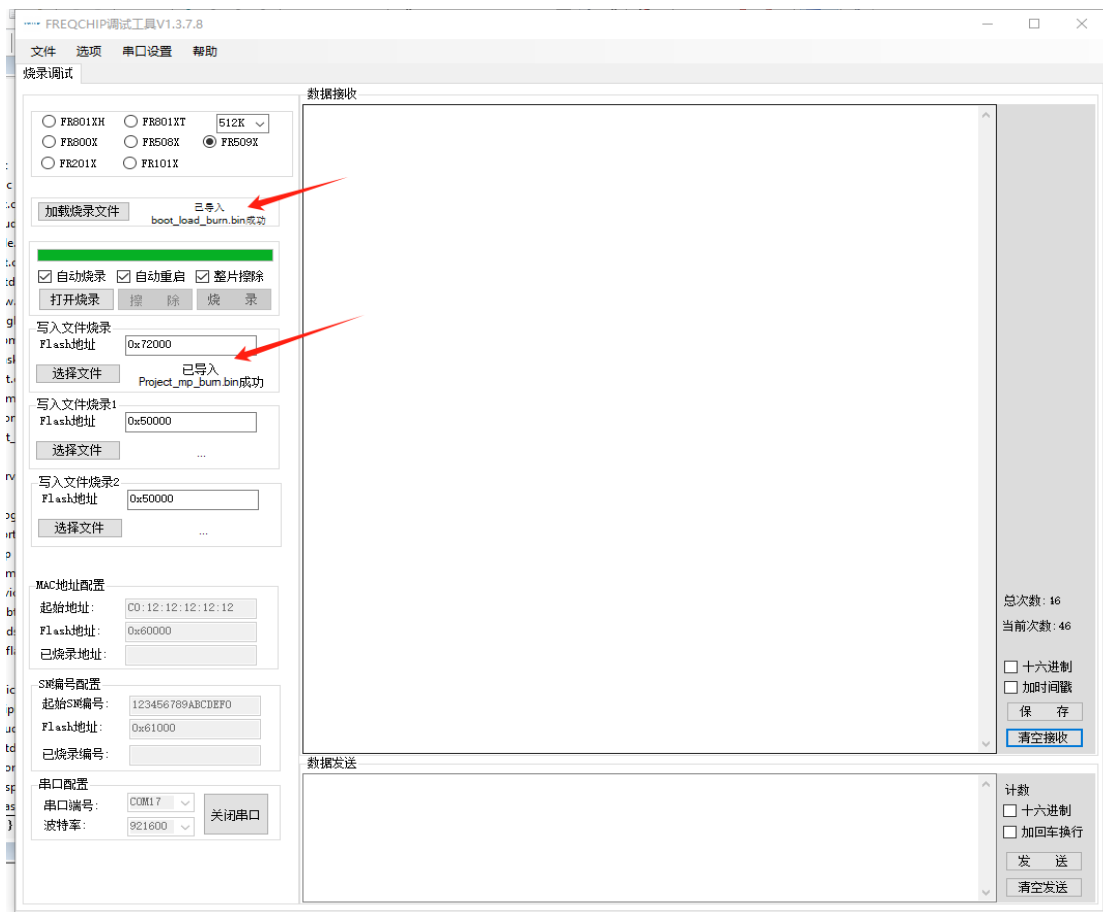 FREQCHIP调试工具V1.3.7.8
文件 选项 串口设置 帮助
烧录调试
FR801XH FR801XT 512K
FR800X FR508X FR509X
FR201X FR101X
加载烧录文件
已导入
boot_load_burn.bin成功
自动烧录 自动重启 整片擦除
打开烧录 擦 除 烧 录
写入文件烧录
Flash地址 0x72000
选择文件
已导入
Project_mp_burn.bin成功
写入文件烧录1
Flash地址 0x50000
选择文件 ...
写入文件烧录2
Flash地址 0x50000
选择文件 ...
MAC地址配置
起始地址: C0:12:12:12:12:12
Flash地址: 0x60000
已烧录地址:
SN编号配置
起始SN编号: 123456789ABCDEF0
Flash地址: 0x61000
已烧录编号:
串口配置
串口端号: COM17
波特率: 921600
关闭串口
数据接收
总次数: 46
当前次数: 46
十六进制
加时间戳
保 存
清空接收
数据发送
计数
十六进制
加回车换行
发 送
清空发送